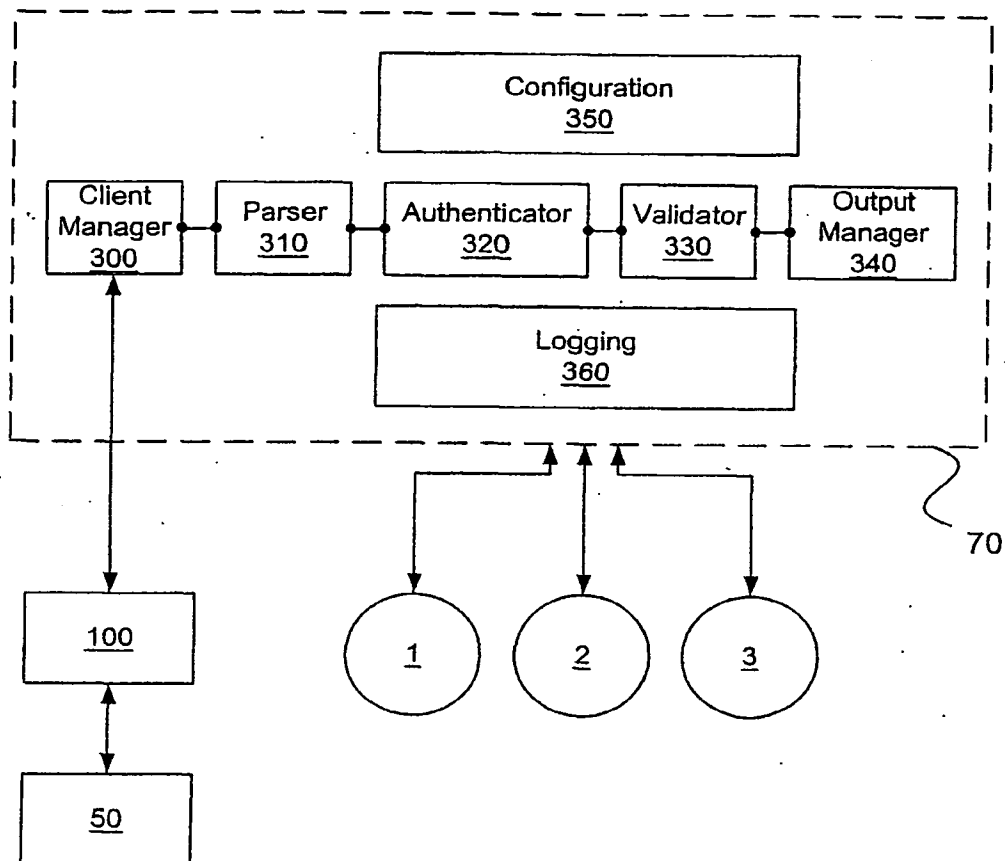 Configuration
350
Client
Manager
300
Parser
310
Authenticator
320
Validator
330
Output
Manager
340
Logging
360
70
100
1
2
3
50